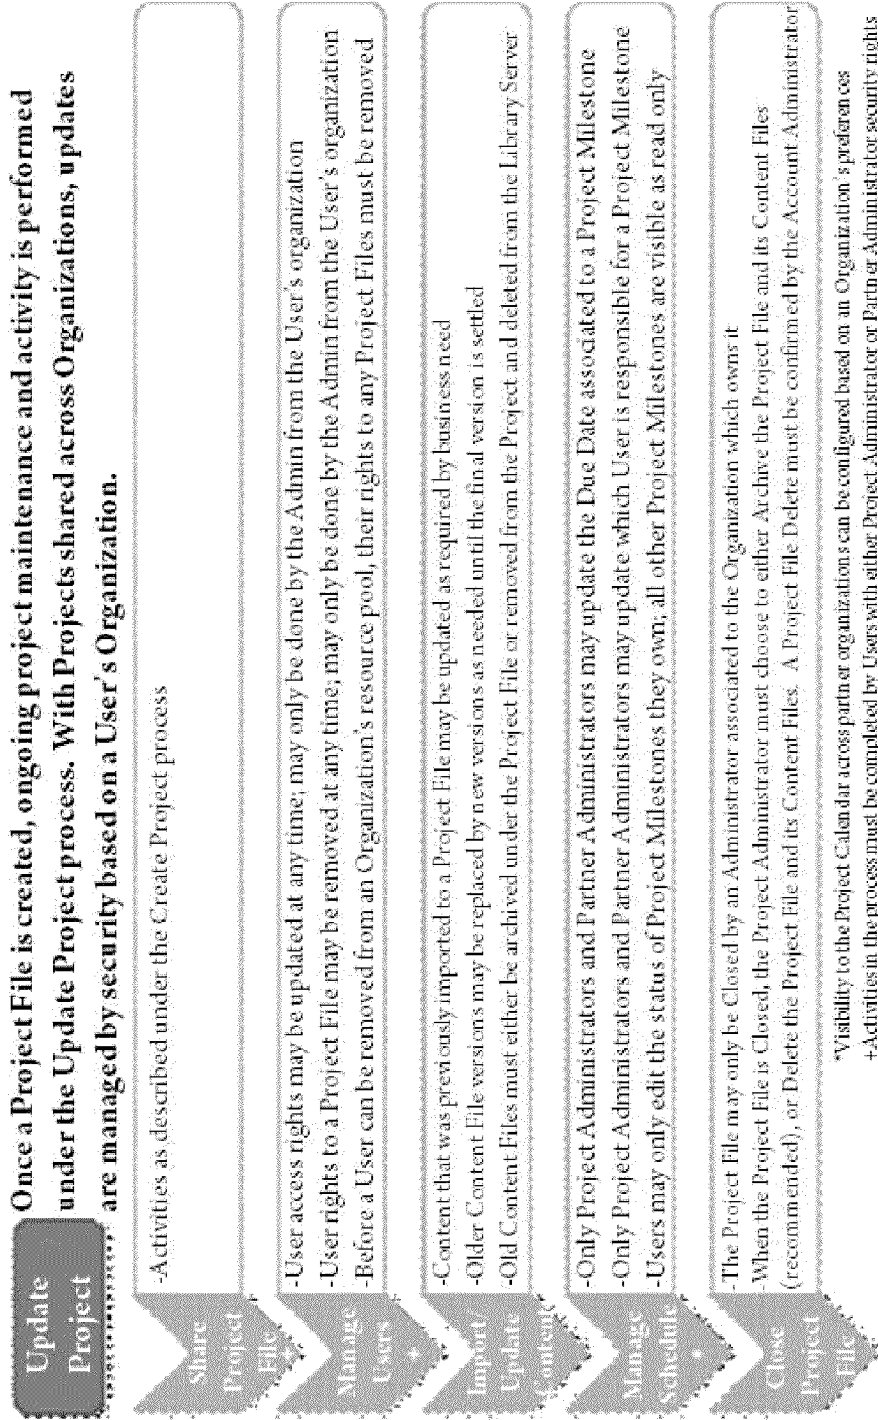 Update
Project
Once a Project File is created, ongoing project maintenance and activity is performed
under the Update Project process. With Projects shared across Organizations, updates
are managed by security based on a User's Organization.
Share
Project
File
+
-Activities as described under the Create Project process
Manage
Users
+
-User access rights may be updated at any time; may only be done by the Admin from the User's organization
-User rights to a Project File may be removed at any time; may only be done by the Admin from the User's organization
-Before a User can be removed from an Organization's resource pool, their rights to any Project Files must be removed
Import/
Update
Content
-Content that was previously imported to a Project File may be updated as required by business need
-Older Content File versions may be replaced by new versions as needed until the final version is settled
-Old Content Files must either be archived under the Project File or removed from the Project and deleted from the Library Server
Manage
Schedule
+
-Only Project Administrators and Partner Administrators may update the Due Date associated to a Project Milestone
-Only Project Administrators and Partner Administrators may update which User is responsible for a Project Milestone
-Users may only edit the status of Project Milestones they own; all other Project Milestones are visible as read only
Close
Project
File
-The Project File may only be Closed by an Administrator associated to the Organization which owns it
-When the Project File is Closed, the Project Administrator must choose to either Archive the Project File and its Content Files
(recommended), or Delete the Project File and its Content Files. A Project File Delete must be confirmed by the Account Administrator
*Visibility to the Project Calendar across partner organizations can be configured based on an Organization's preferences
+Activities in the process must be completed by Users with either Project Administrator or Partner Administrator security rights